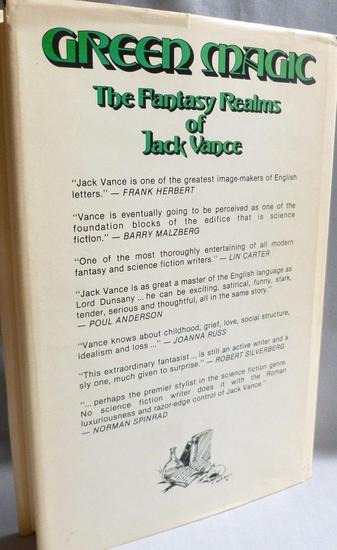 GREEN MAGIC
The Fantasy Realms
of
Jack Vance
"Jack Vance is one of the greatest image-makers of English
letters." — FRANK HERBERT
"Vance is eventually going to be perceived as one of the
foundation blocks of the edifice that is science
fiction." — BARRY MALZBERG
"One of the most thoroughly entertaining of all modern
fantasy and science fiction writers." — LIN CARTER
"Jack Vance is as great a master of the English language as
Lord Dunsany ... he can be exciting, satirical, funny, stark,
tender, serious and thoughtful, all in the same story."
— POUL ANDERSON
"Vance knows about childhood, grief, love, social structure,
idealism and loss ..." — JOANNA RUSS
"This extraordinary fantasist ... is still an active writer and a
sly one, much given to surprise." — ROBERT SILVERBERG
"... perhaps the premier stylist in the science fiction genre.
No science fiction writer does it with the Roman
luxuriousness and razor-edge control of Jack Vance."
— NORMAN SPINRAD